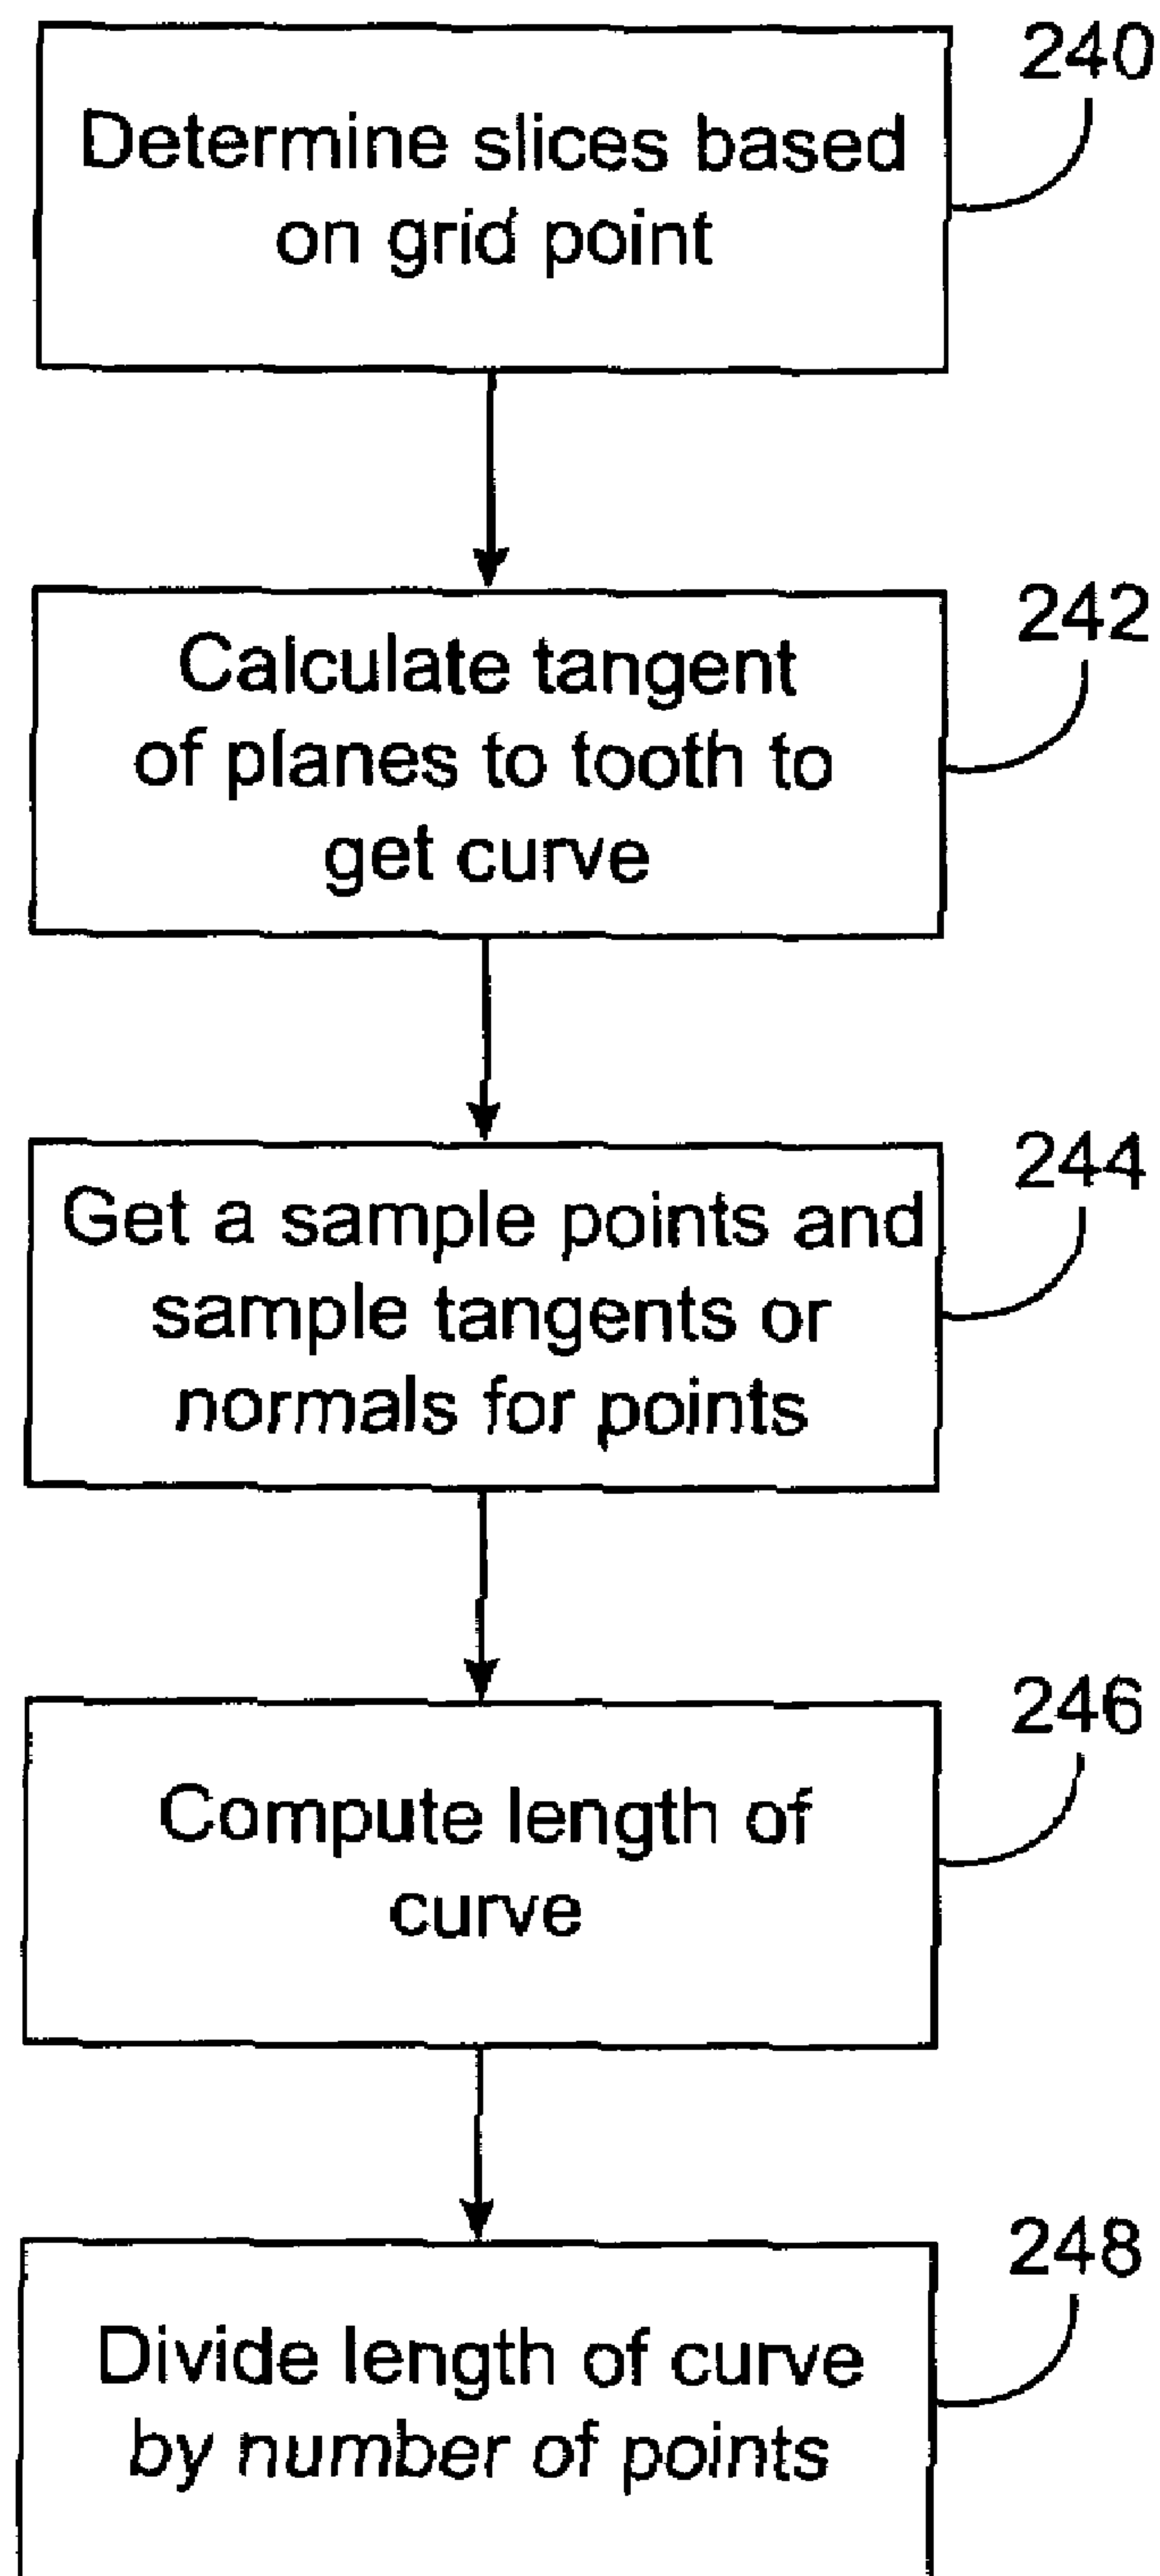 240
Determine slices based
on grid point
242
Calculate tangent
of planes to tooth to
get curve
244
Get a sample points and
sample tangents or
normals for points
246
Compute length of
curve
248
Divide length of curve
by number of points